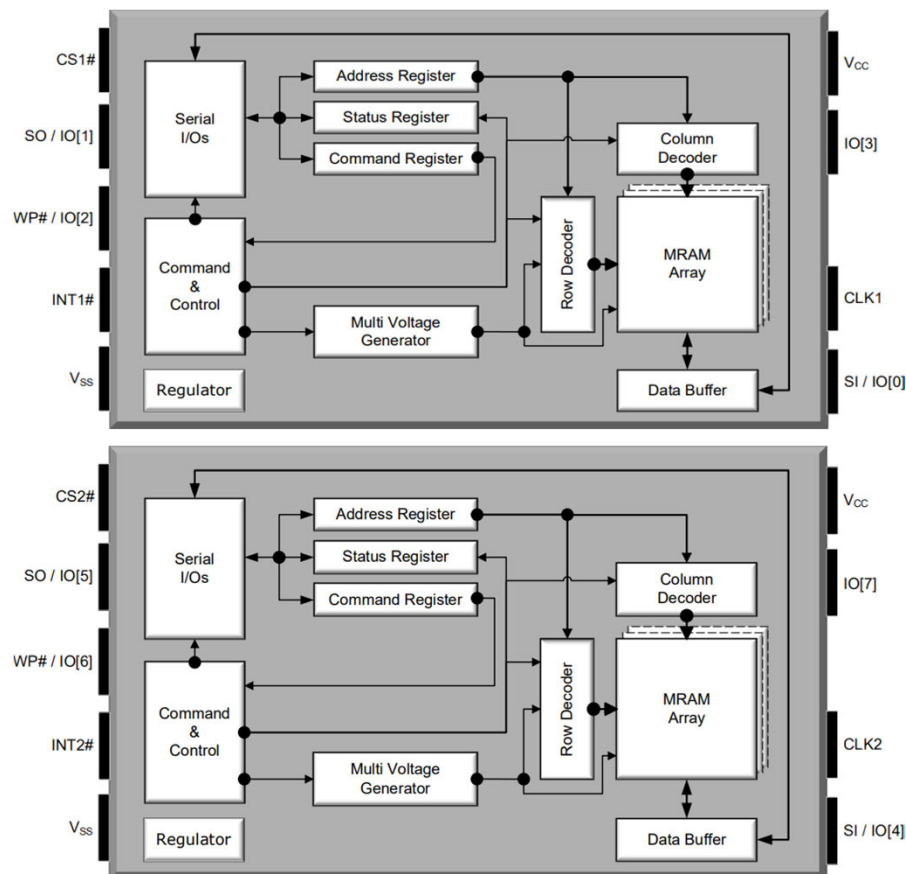 CS1#
SO / IO[1]
WP# / IO[2]
INT1#
VSS
Serial
I/Os
Command
&
Control
Regulator
Address Register
Status Register
Command Register
Multi Voltage
Generator
Row Decoder
Column
Decoder
MRAM
Array
Data Buffer
VCC
IO[3]
CLK1
SI / IO[0]
CS2#
SO / IO[5]
WP# / IO[6]
INT2#
VSS
Serial
I/Os
Command
&
Control
Regulator
Address Register
Status Register
Command Register
Multi Voltage
Generator
Row Decoder
Column
Decoder
MRAM
Array
Data Buffer
VCC
IO[7]
CLK2
SI / IO[4]